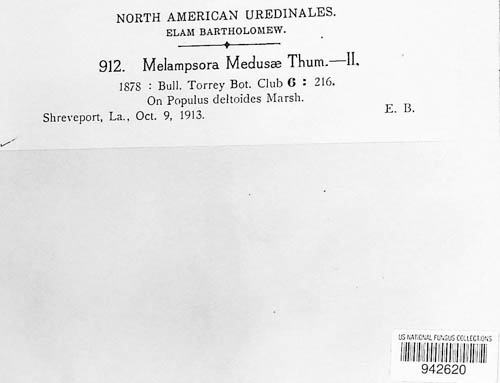 NORTH AMERICAN UREDINALES.
ELAM BARTHOLOMEW.
912. Melampsora Medusæ Thum.—II.
1878 : Bull. Torrey Bot. Club 6 : 216.
On Populus deltoides Marsh.
Shreveport, La., Oct. 9, 1913. E. B.
US NATIONAL FUNGUS COLLECTIONS
942620